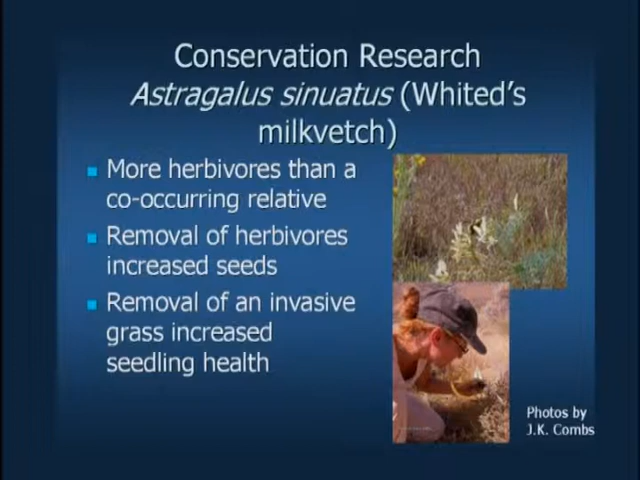 Conservation Research
Astragalus sinuatus (Whited's
milkvetch)
More herbivores than a
co-occurring relative
Removal of herbivores
increased seeds
Removal of an invasive
grass increased
seedling health
Photos by
J.K. Combs